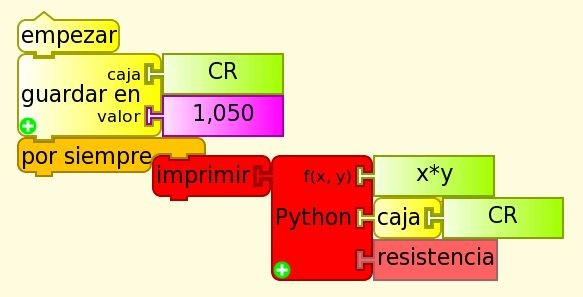 empezar
caja CR
guardar en
valor 1,050
por siempre
imprimir f(x, y) x*y
Python caja CR
resistencia